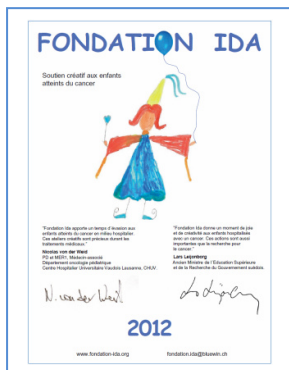 FONDATION IDA
Soutien créatif aux enfants
atteints du cancer
"Fondation Ida apporte un temps d'évasion aux
enfants atteints du cancer en milieu hospitalier.
Ces ateliers créatifs sont précieux durant les
traitements médicaux."
Nicolas von der Weid
PD et MER1, Médecin associé
Département oncologie pédiatrique
Centre Hospitalier Universitaire Vaudois Lausanne, CHUV.
"Fondation Ida donne un moment de joie
et de créativité aux enfants hospitalisés
avec un cancer. Ces actions sont aussi
importantes que la recherche pour
le cancer."
Lars Leijonborg
Ancien Ministre de l'Education Supérieure
et de la Recherche du Gouvernement suédois
N. von der Weid
2012
www.fondation-ida.org
fondation.ida@bluewin.ch